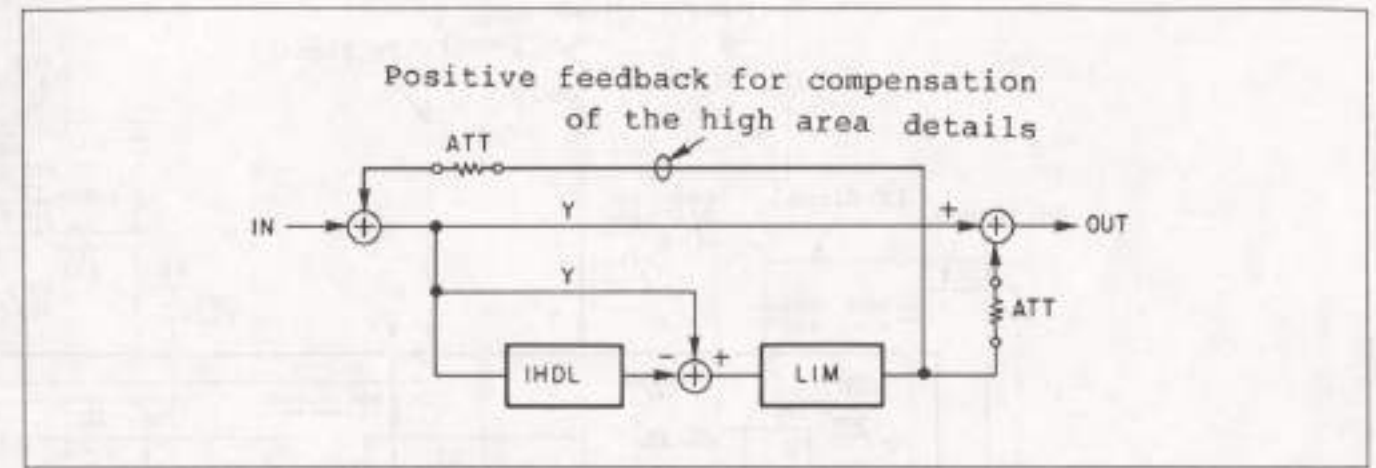 Positive feedback for compensation
of the high area details
ATT
IN
Y
+
OUT
Y
ATT
IHDL
-
+
LIM